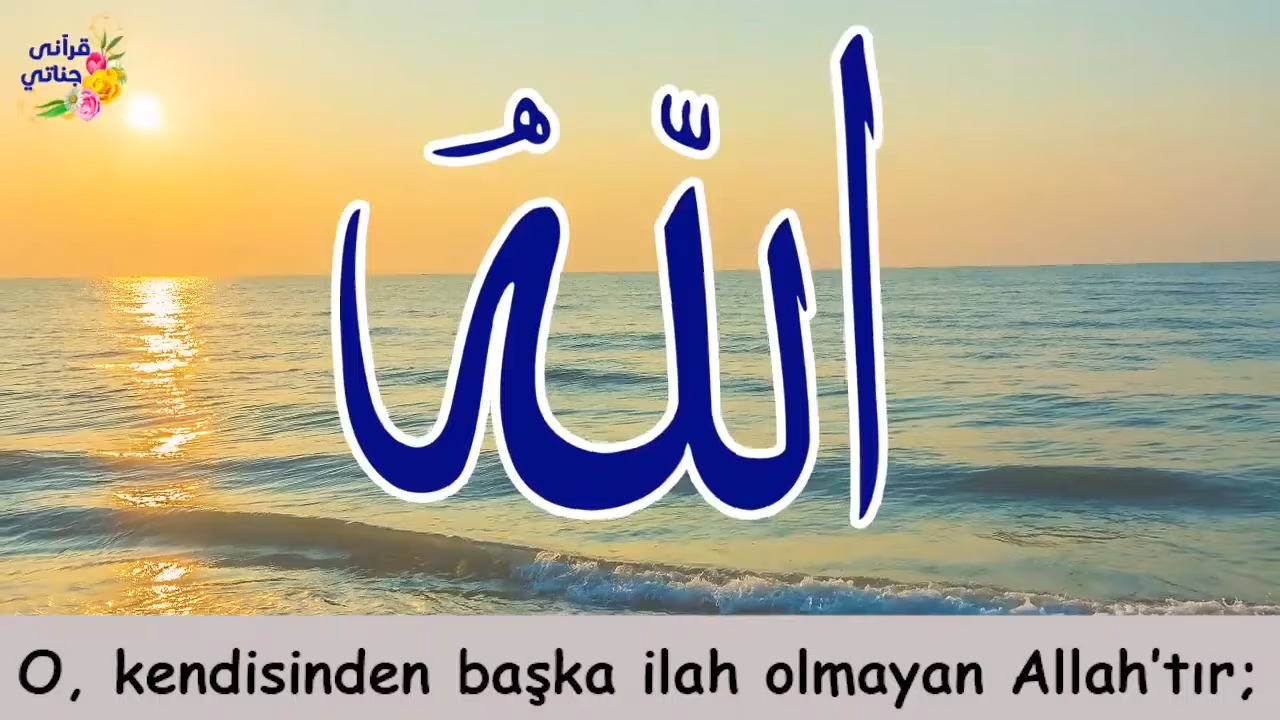 قرآنى
جناتي
اللّٰهُ
O, kendisinden başka ilah olmayan Allah'tır;